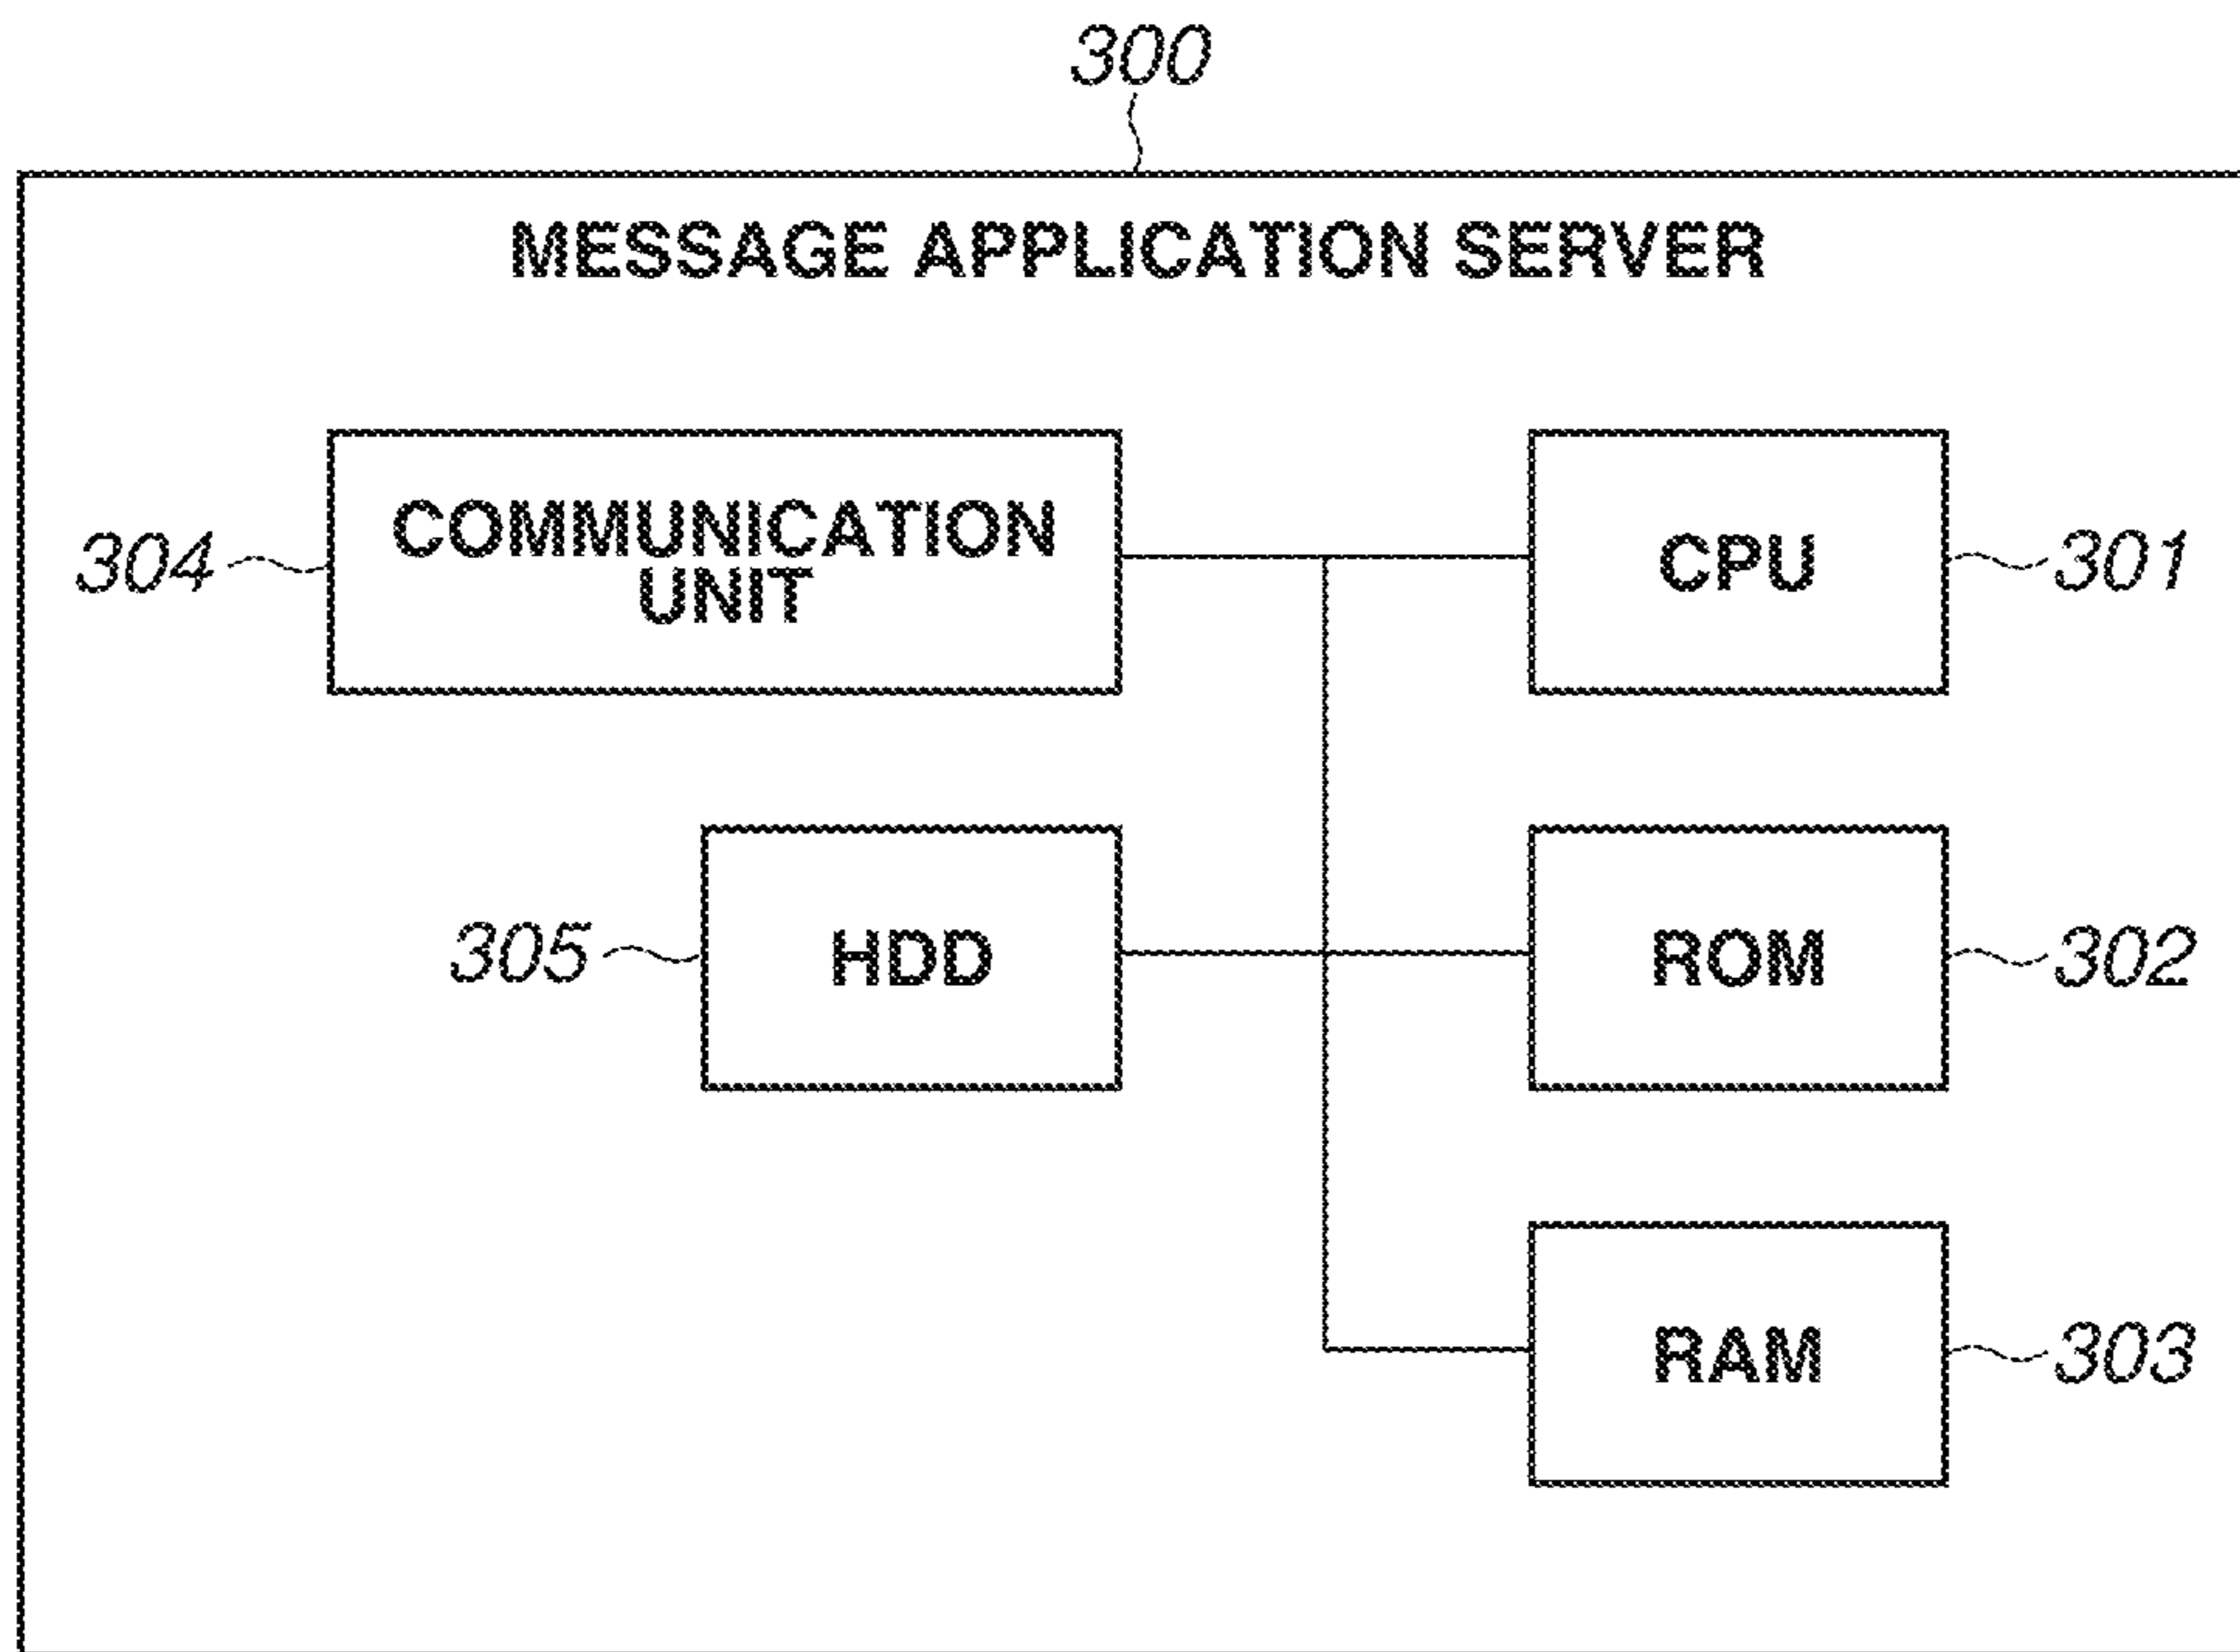 300
MESSAGE APPLICATION SERVER
304
COMMUNICATION
UNIT
CPU
301
305
HDD
ROM
302
RAM
303